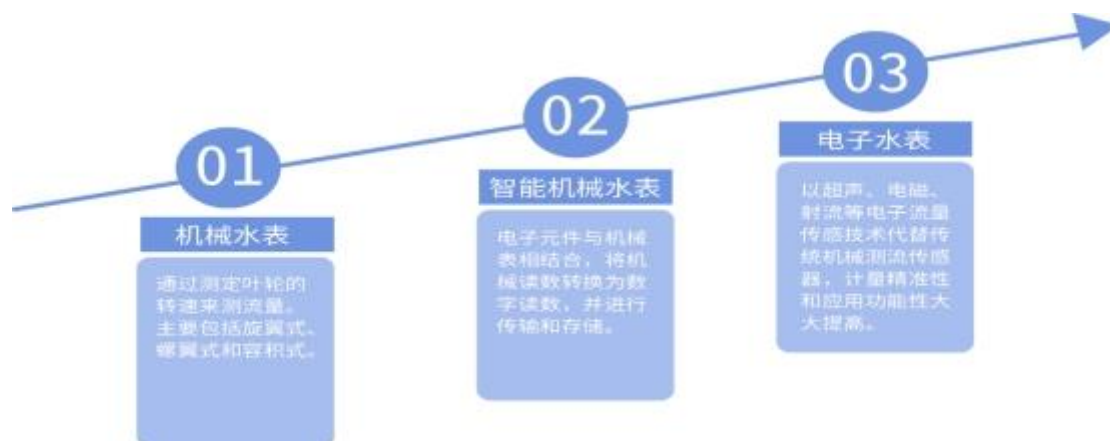 01
机械水表
通过测定叶轮的
转速来测流量。
主要包括旋翼式、
螺翼式和容积式。
02
智能机械水表
电子元件与机械
表相结合，将机
械读数转换为数
字读数，并进行
传输和存储。
03
电子水表
以超声、电磁、
射流等电子流量
传感技术代替传
统机械测流传感
器，计量精准性
和应用功能性大
大提高。